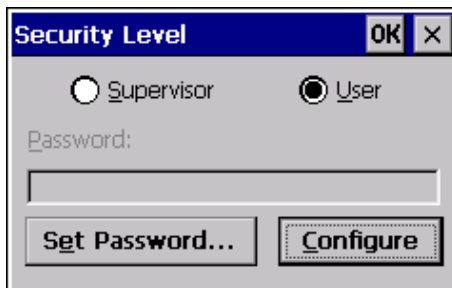 Security Level OK ×
Supervisor User
Password:
Set Password... Configure